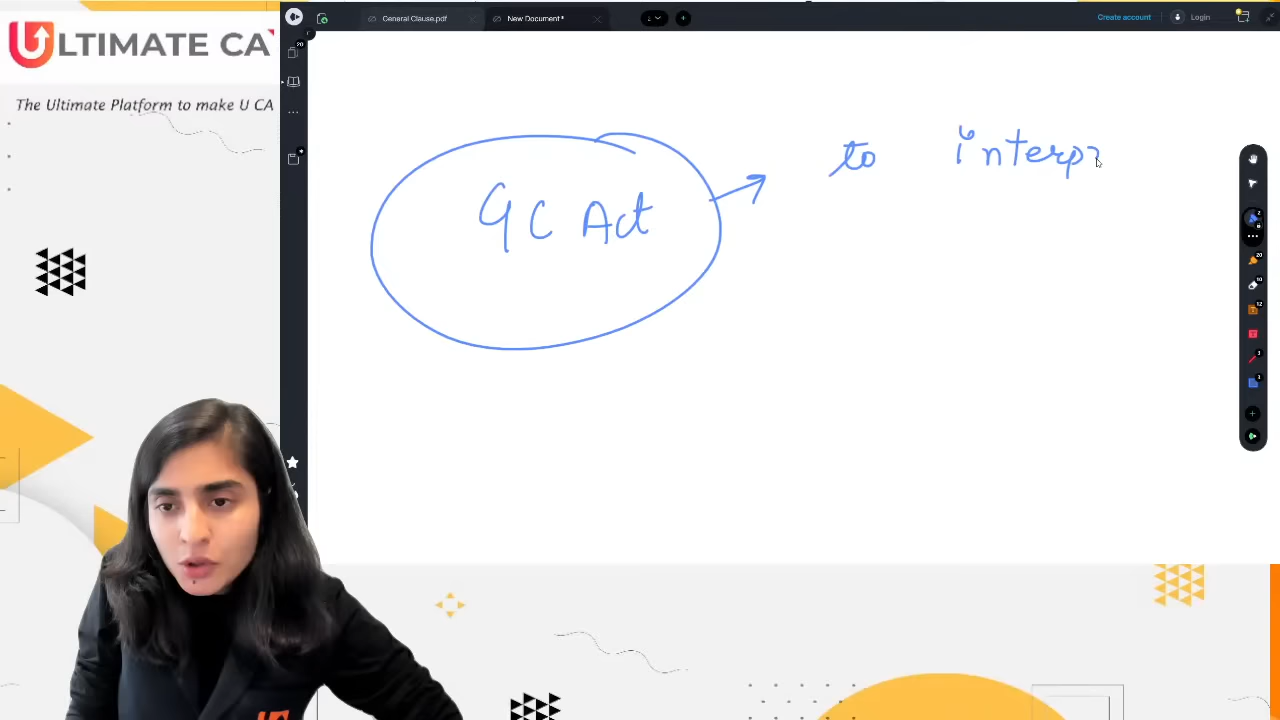 ULTIMATE CA
The Ultimate Platform to make U CA
General Clause.pdf
New Document*
Create account
Login
GC Act
to interpr